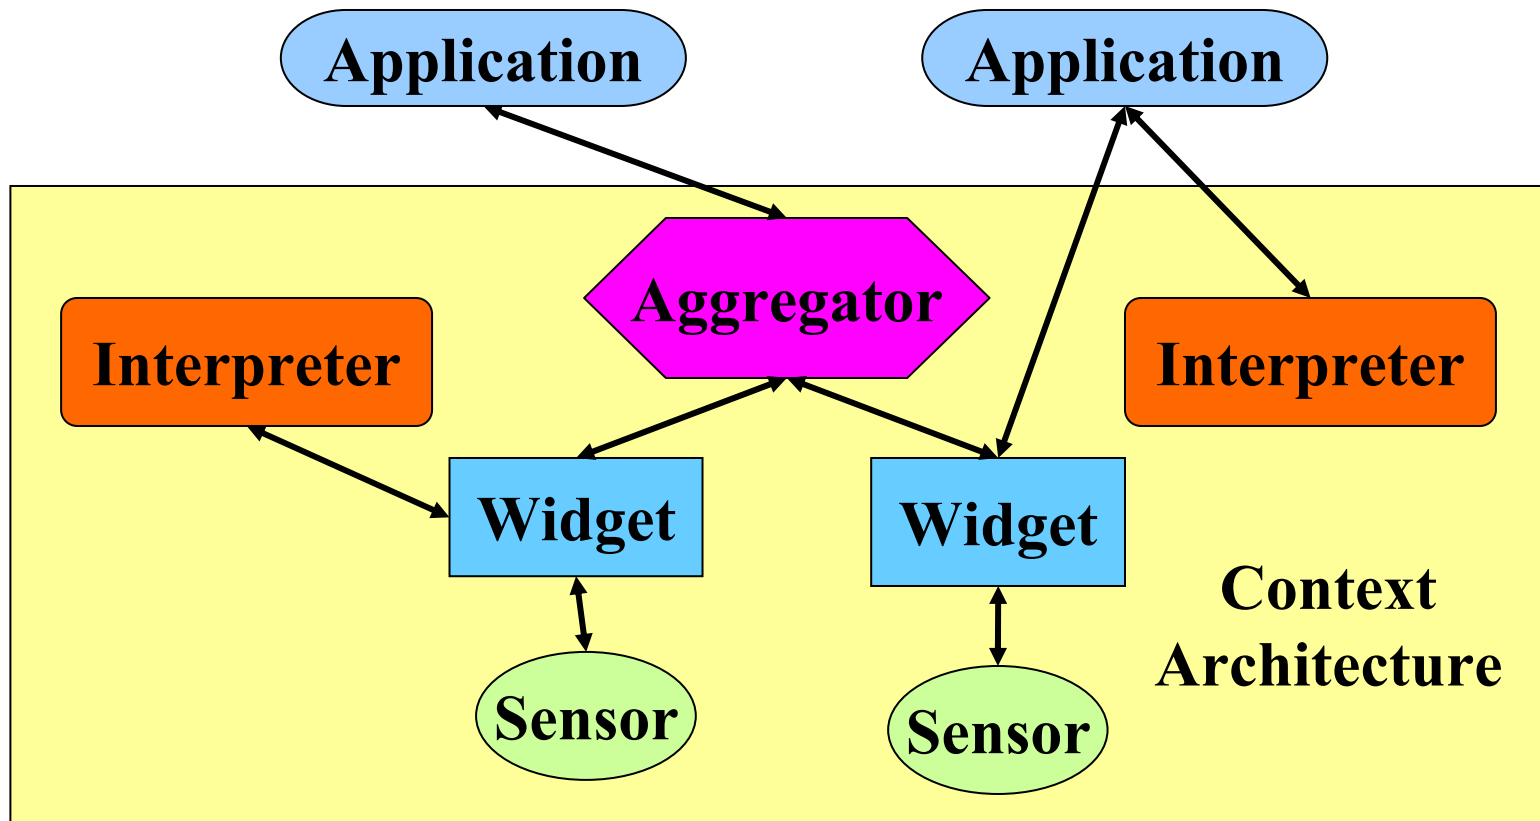 Application
Application
Aggregator
Interpreter
Interpreter
Widget
Widget
Context
Architecture
Sensor
Sensor